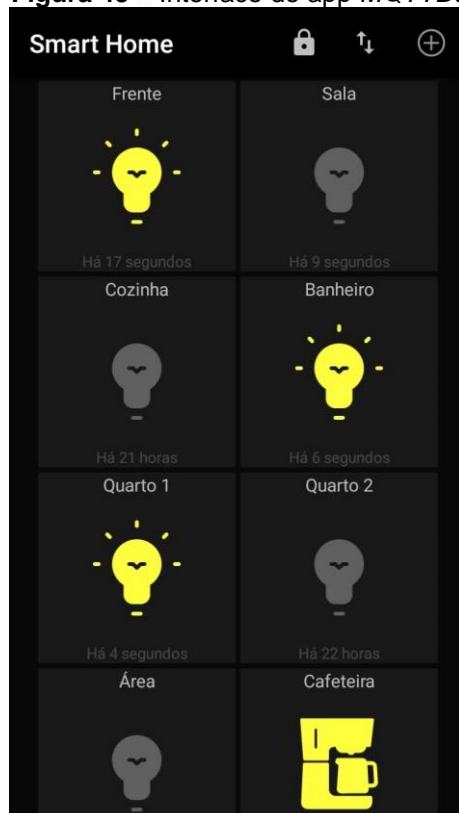 Smart Home
Frente
Sala
Há 17 segundos
Há 9 segundos
Cozinha
Banheiro
Há 21 horas
Há 6 segundos
Quarto 1
Quarto 2
Há 4 segundos
Há 22 horas
Área
Cafeteira